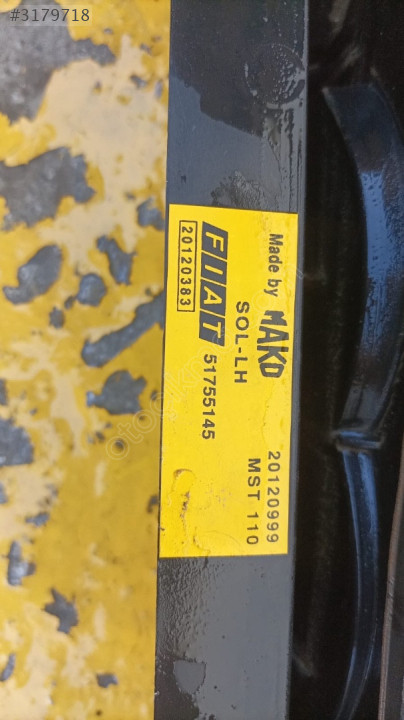 #3179718
Made by MAKO
SOL-LH
FIAT 51755145
20120383
20120999
MST 110